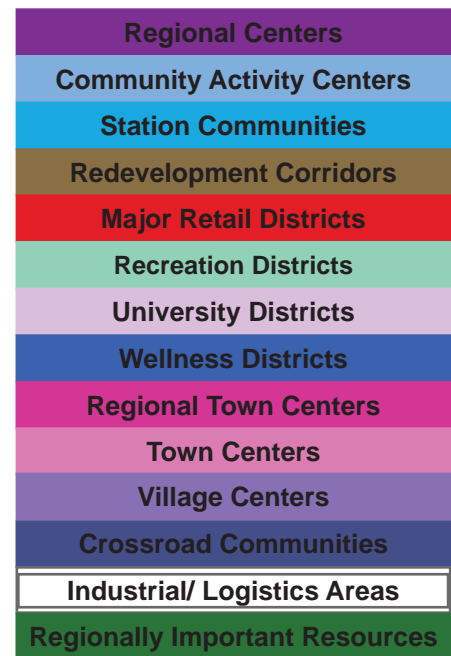 Regional Centers
Community Activity Centers
Station Communities
Redevelopment Corridors
Major Retail Districts
Recreation Districts
University Districts
Wellness Districts
Regional Town Centers
Town Centers
Village Centers
Crossroad Communities
Industrial/ Logistics Areas
Regionally Important Resources